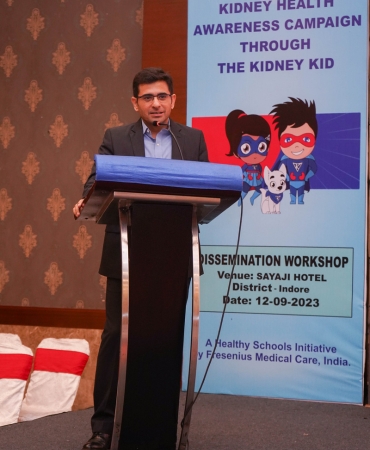 KIDNEY HEALTH
AWARENESS CAMPAIGN
THROUGH
THE KIDNEY KID
DISSEMINATION WORKSHOP
Venue: SAYAJI HOTEL
District - Indore
Date: 12-09-2023
A Healthy Schools Initiative
by Fresenius Medical Care, India.